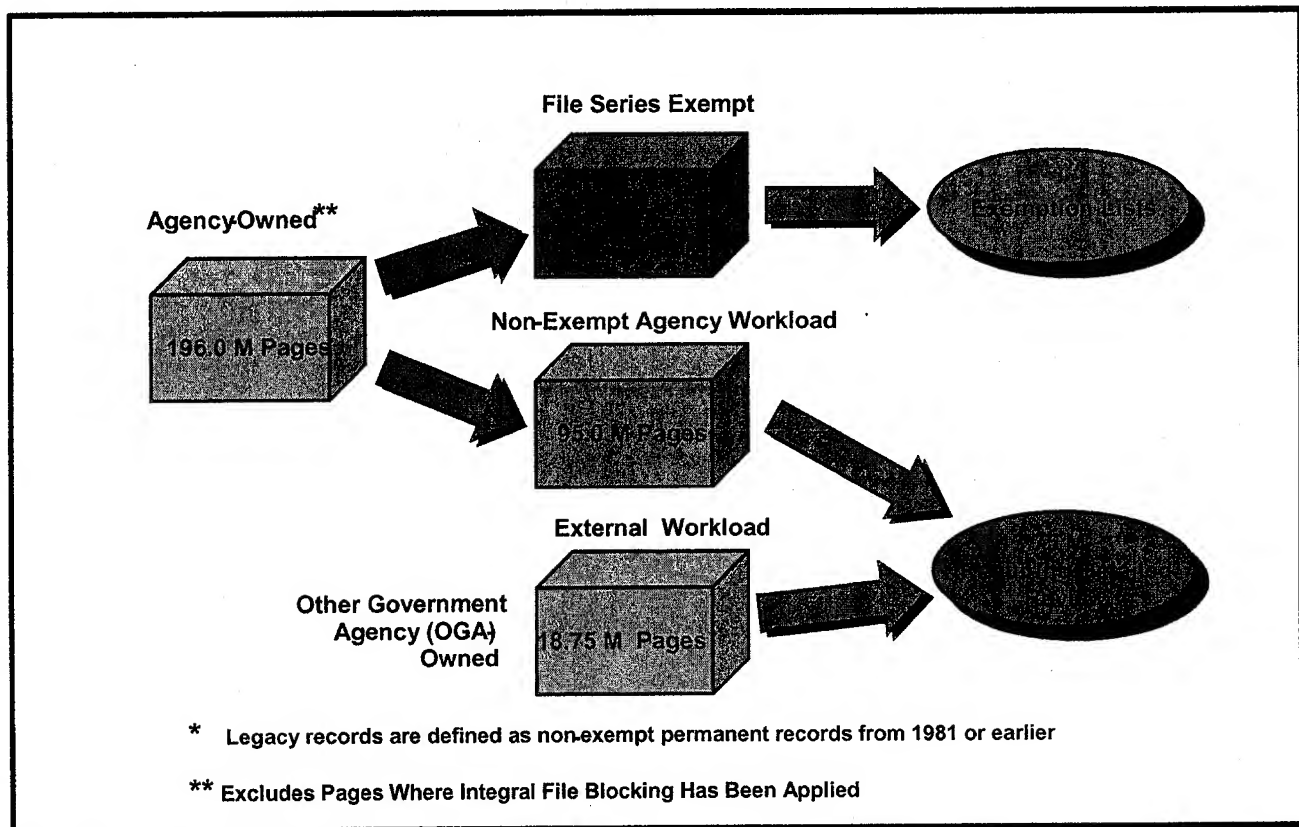 File Series Exempt
Exemption Lists
Agency-Owned**
196.0 M Pages
Non-Exempt Agency Workload
95.0 M Pages
External Workload
Other Government
Agency (OGA)
Owned
18.75 M Pages
* Legacy records are defined as non-exempt permanent records from 1981 or earlier
** Excludes Pages Where Integral File Blocking Has Been Applied